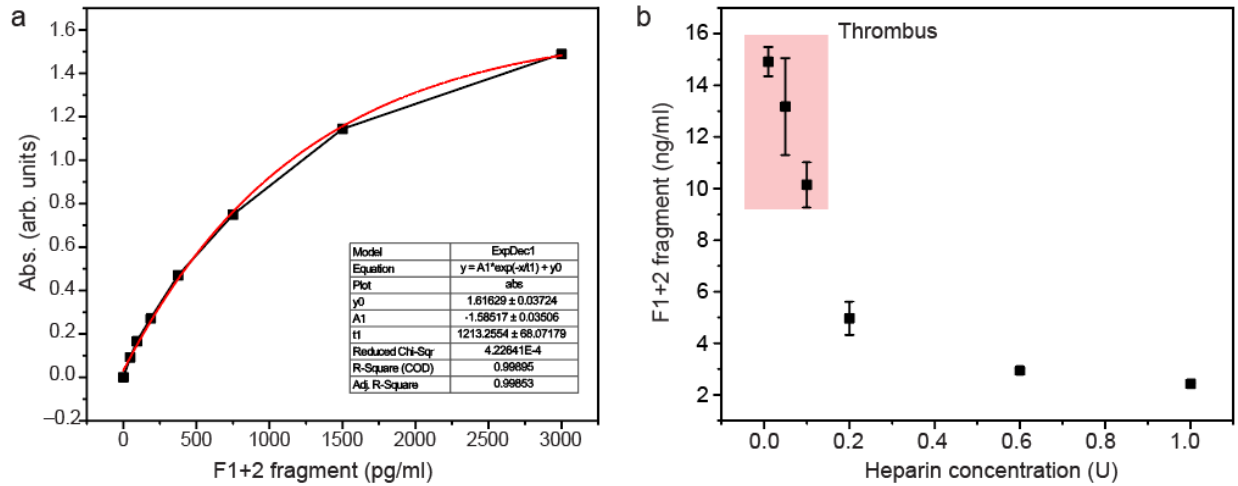 a
1.6
1.4
1.2
1.0
0.8
0.6
0.4
0.2
0.0
–0.2
Abs. (arb. units)
0 500 1000 1500 2000 2500 3000
F1+2 fragment (pg/ml)
Model ExpDec1
Equation y = A1*exp(-x/t1) + y0
Plot abs
y0 1.61629 ± 0.03724
A1 -1.58517 ± 0.03506
t1 1213.2554 ± 68.07179
Reduced Chi-Sqr 4.22641E-4
R-Square (COD) 0.99895
Adj. R-Square 0.99853
b
16
14
12
10
8
6
4
2
F1+2 fragment (ng/ml)
Thrombus
0.0 0.2 0.4 0.6 0.8 1.0
Heparin concentration (U)